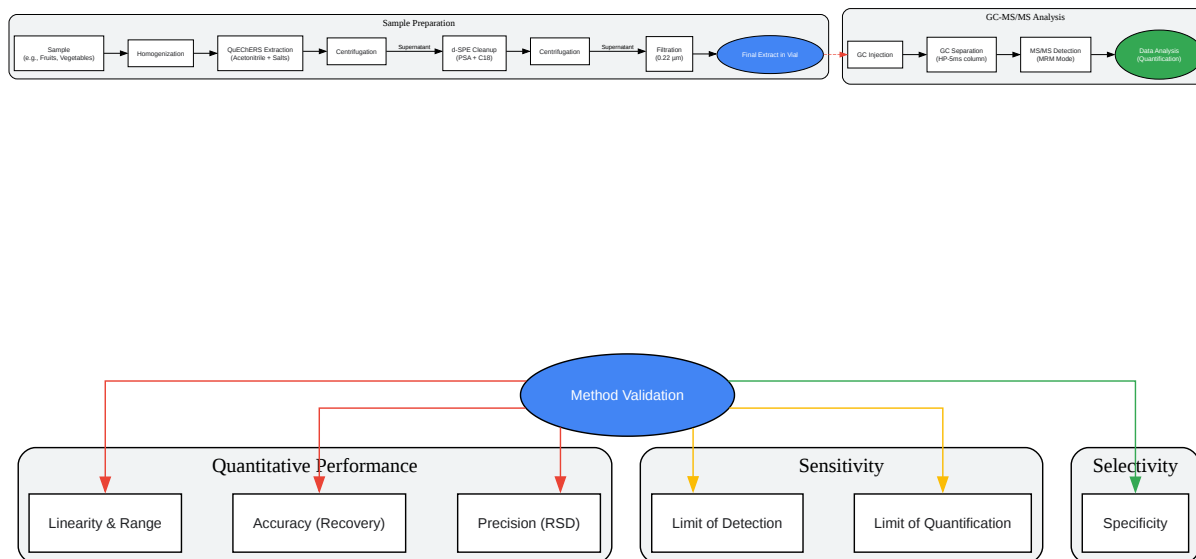 Sample Preparation
GC-MS/MS Analysis
Sample
(e.g., Fruits, Vegetables)
Homogenization
QuEChERS Extraction
(Acetonitrile + Salts)
Centrifugation
Supernatant
d-SPE Cleanup
(PSA + C18)
Centrifugation
Supernatant
Filtration
(0.22 µm)
Final Extract in Vial
GC Injection
GC Separation
(HP-5ms column)
MS/MS Detection
(MRM Mode)
Data Analysis
(Quantification)
Method Validation
Quantitative Performance
Sensitivity
Selectivity
Linearity & Range
Accuracy (Recovery)
Precision (RSD)
Limit of Detection
Limit of Quantification
Specificity